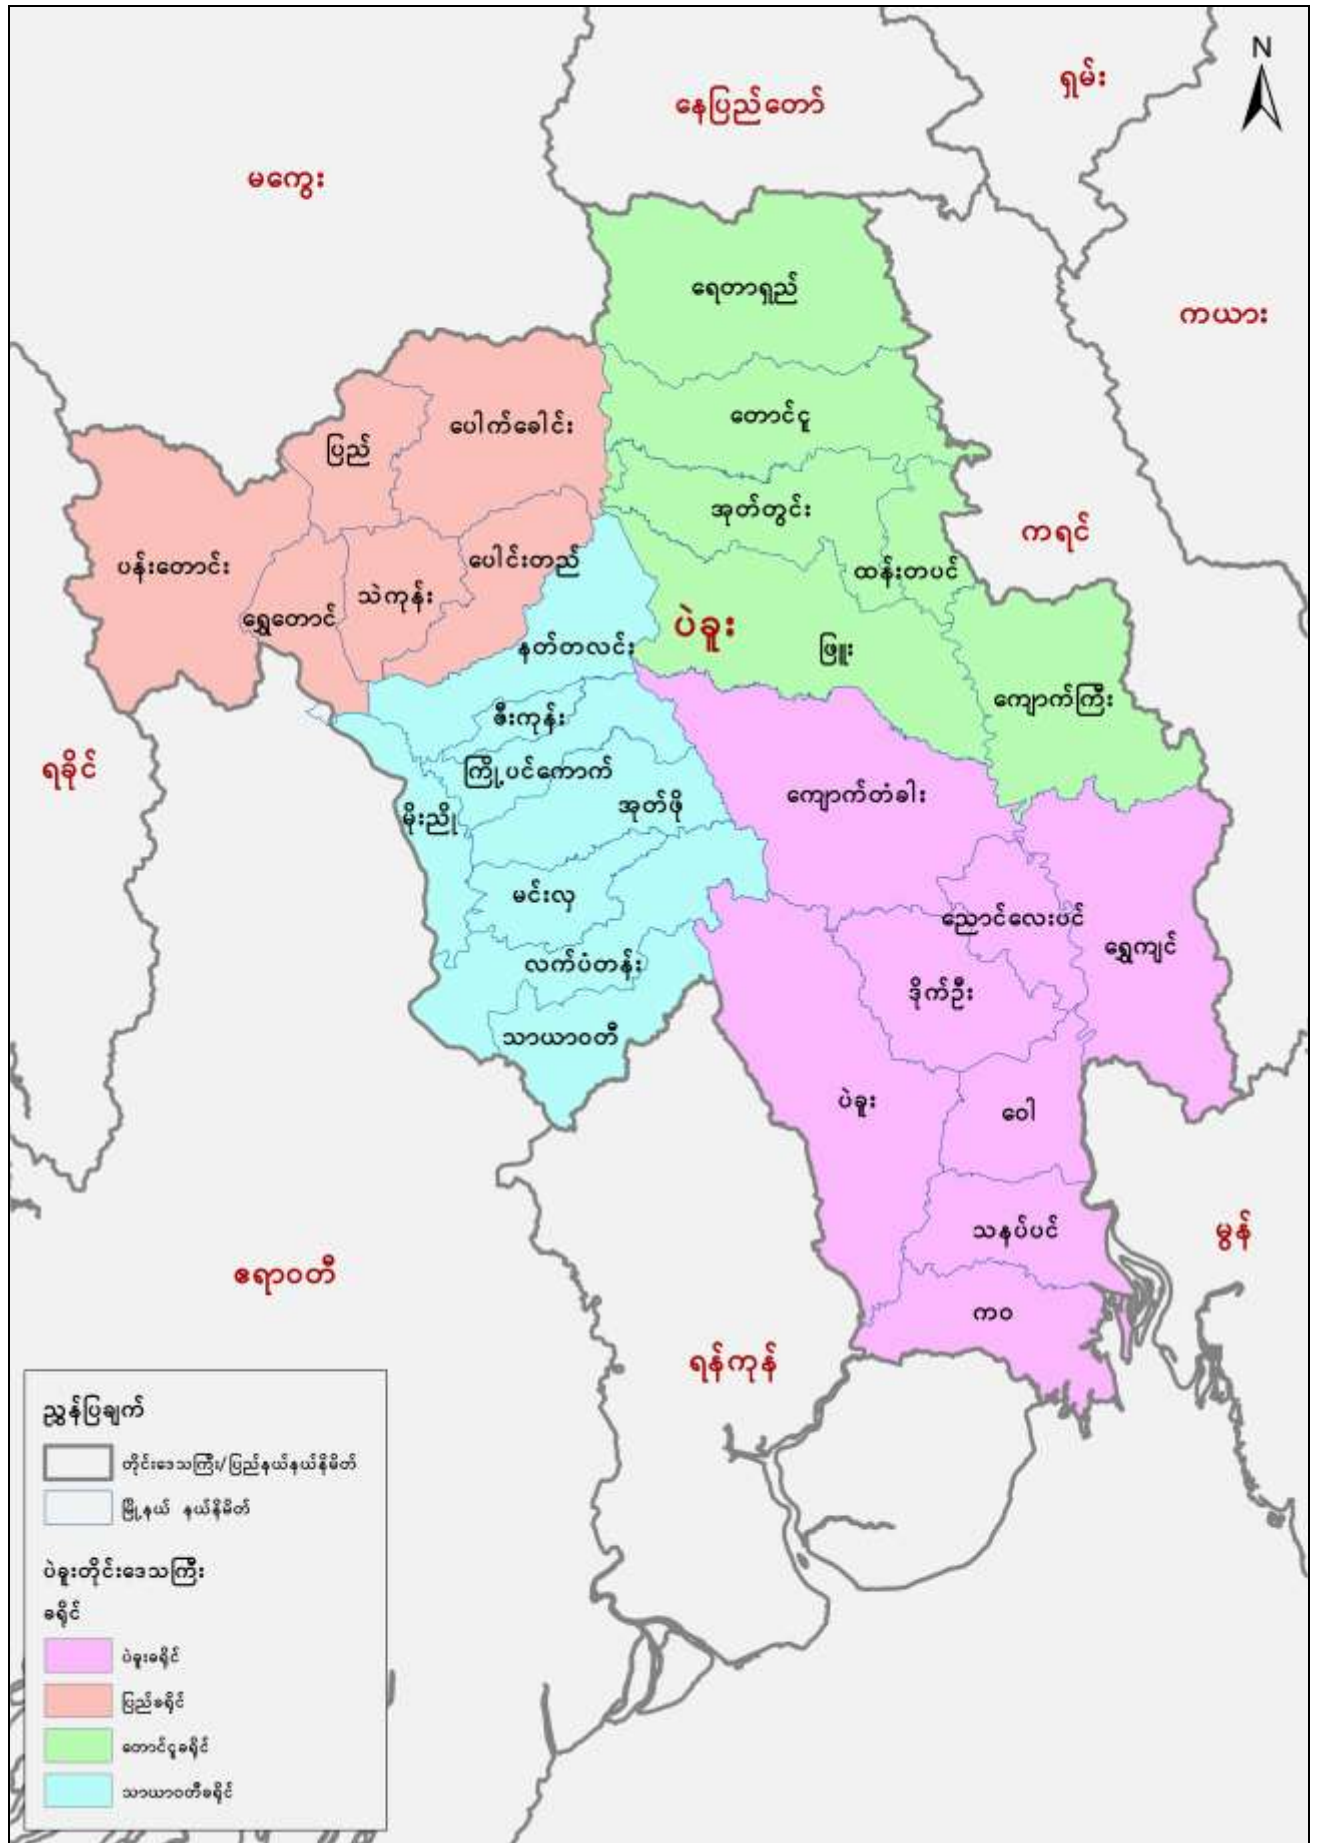 N
ရှမ်း
နေပြည်တော်
မကွေး
ရေတာရှည်
ကယား
တောင်ငူ
ပေါက်ခေါင်း
ပြည်
အုတ်တွင်း
ကရင်
ပန်းတောင်း
ပေါင်းတည်
ထန်းတပင်
သဲကုန်း
ရွှေတောင်
ပဲခူး
နတ်တလင်း
ဖြူး
ကျောက်ကြီး
ဇီးကုန်း
ရခိုင်
ကြို့ပင်ကောက်
ကျောက်တံခါး
အုတ်ဖို
မိုးညို
မင်းလှ
ညောင်လေးပင်
ရွှေကျင်
လက်ပံတန်း
ဒိုက်ဦး
သာယာဝတီ
ပဲခူး
ဝေါ
သနပ်ပင်
မွန်
ဧရာဝတီ
ကဝ
ရန်ကုန်
ညွှန်ပြချက်
တိုင်းဒေသကြီး/ပြည်နယ်နယ်နိမိတ်
မြို့နယ် နယ်နိမိတ်
ပဲခူးတိုင်းဒေသကြီး
ခရိုင်
ပဲခူးခရိုင်
ပြည်ခရိုင်
တောင်ငူခရိုင်
သာယာဝတီခရိုင်